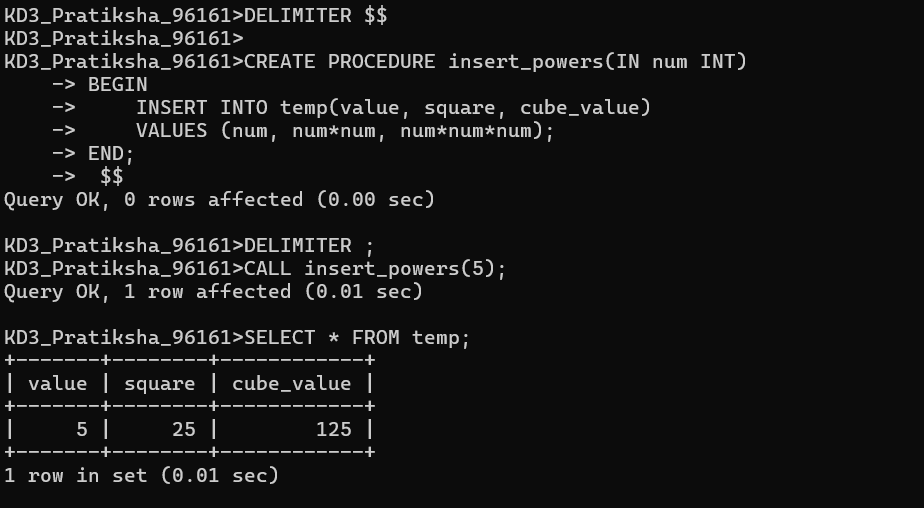 KD3_Pratiksha_96161>DELIMITER $$
KD3_Pratiksha_96161>
KD3_Pratiksha_96161>CREATE PROCEDURE insert_powers(IN num INT)
    -> BEGIN
    ->     INSERT INTO temp(value, square, cube_value)
    ->     VALUES (num, num*num, num*num*num);
    -> END;
    ->  $$
Query OK, 0 rows affected (0.00 sec)

KD3_Pratiksha_96161>DELIMITER ;
KD3_Pratiksha_96161>CALL insert_powers(5);
Query OK, 1 row affected (0.01 sec)

KD3_Pratiksha_96161>SELECT * FROM temp;
+-------+--------+------------+
| value | square | cube_value |
+-------+--------+------------+
|     5 |     25 |        125 |
+-------+--------+------------+
1 row in set (0.01 sec)